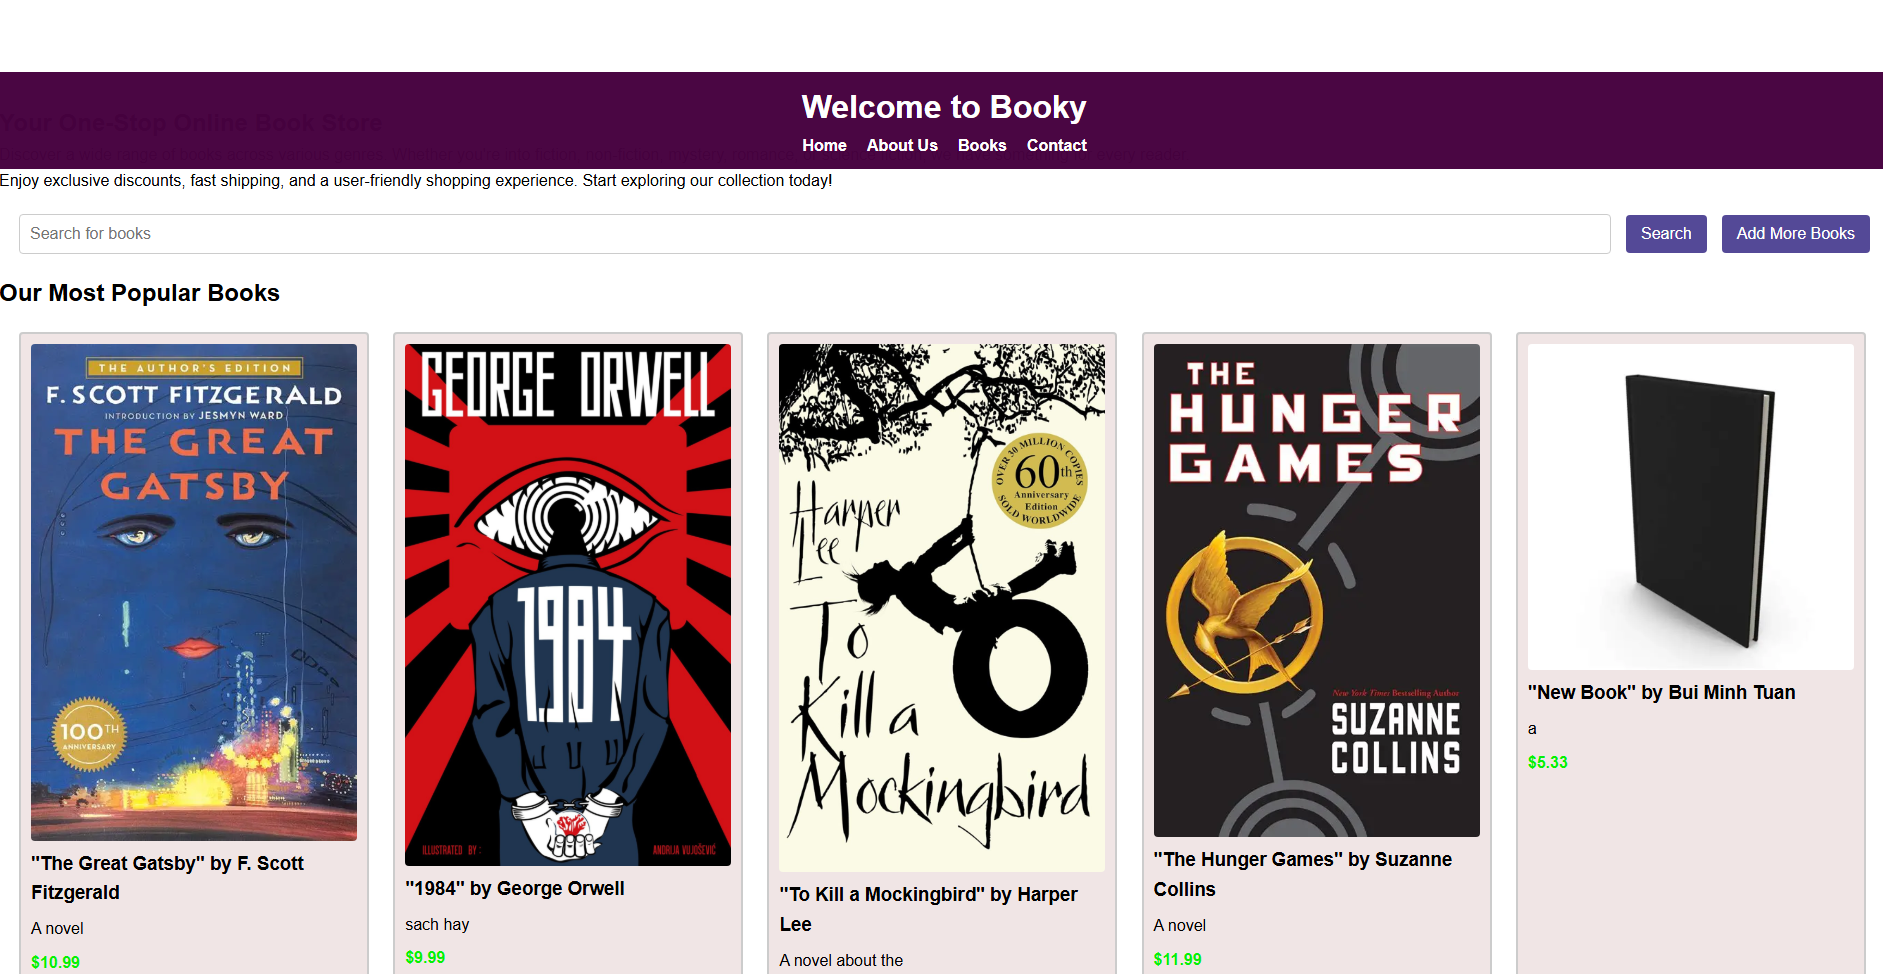 Welcome to Booky
Your One-Stop Online Book Store
Home About Us Books Contact
Enjoy exclusive discounts, fast shipping, and a user-friendly shopping experience. Start exploring our collection today!
Search for books
Search
Add More Books
Our Most Popular Books
THE AUTHOR'S EDITION
F. SCOTT FITZGERALD
INTRODUCTION BY JESMYN WARD
THE GREAT
GATSBY
100TH
ANNIVERSARY
"The Great Gatsby" by F. Scott
Fitzgerald
A novel
$10.99
GEORGE ORWELL
1984
ILLUSTRATED BY :
ANDRIJA VUJOŠEVIĆ
"1984" by George Orwell
sach hay
$9.99
OVER 30 MILLION COPIES
60th
Anniversary
Edition
SOLD WORLDWIDE
Harper
Lee
To
Kill a
Mockingbird
"To Kill a Mockingbird" by Harper
Lee
A novel about the
THE
HUNGER
GAMES
New York Times Bestselling Author
SUZANNE
COLLINS
"The Hunger Games" by Suzanne
Collins
A novel
$11.99
"New Book" by Bui Minh Tuan
a
$5.33